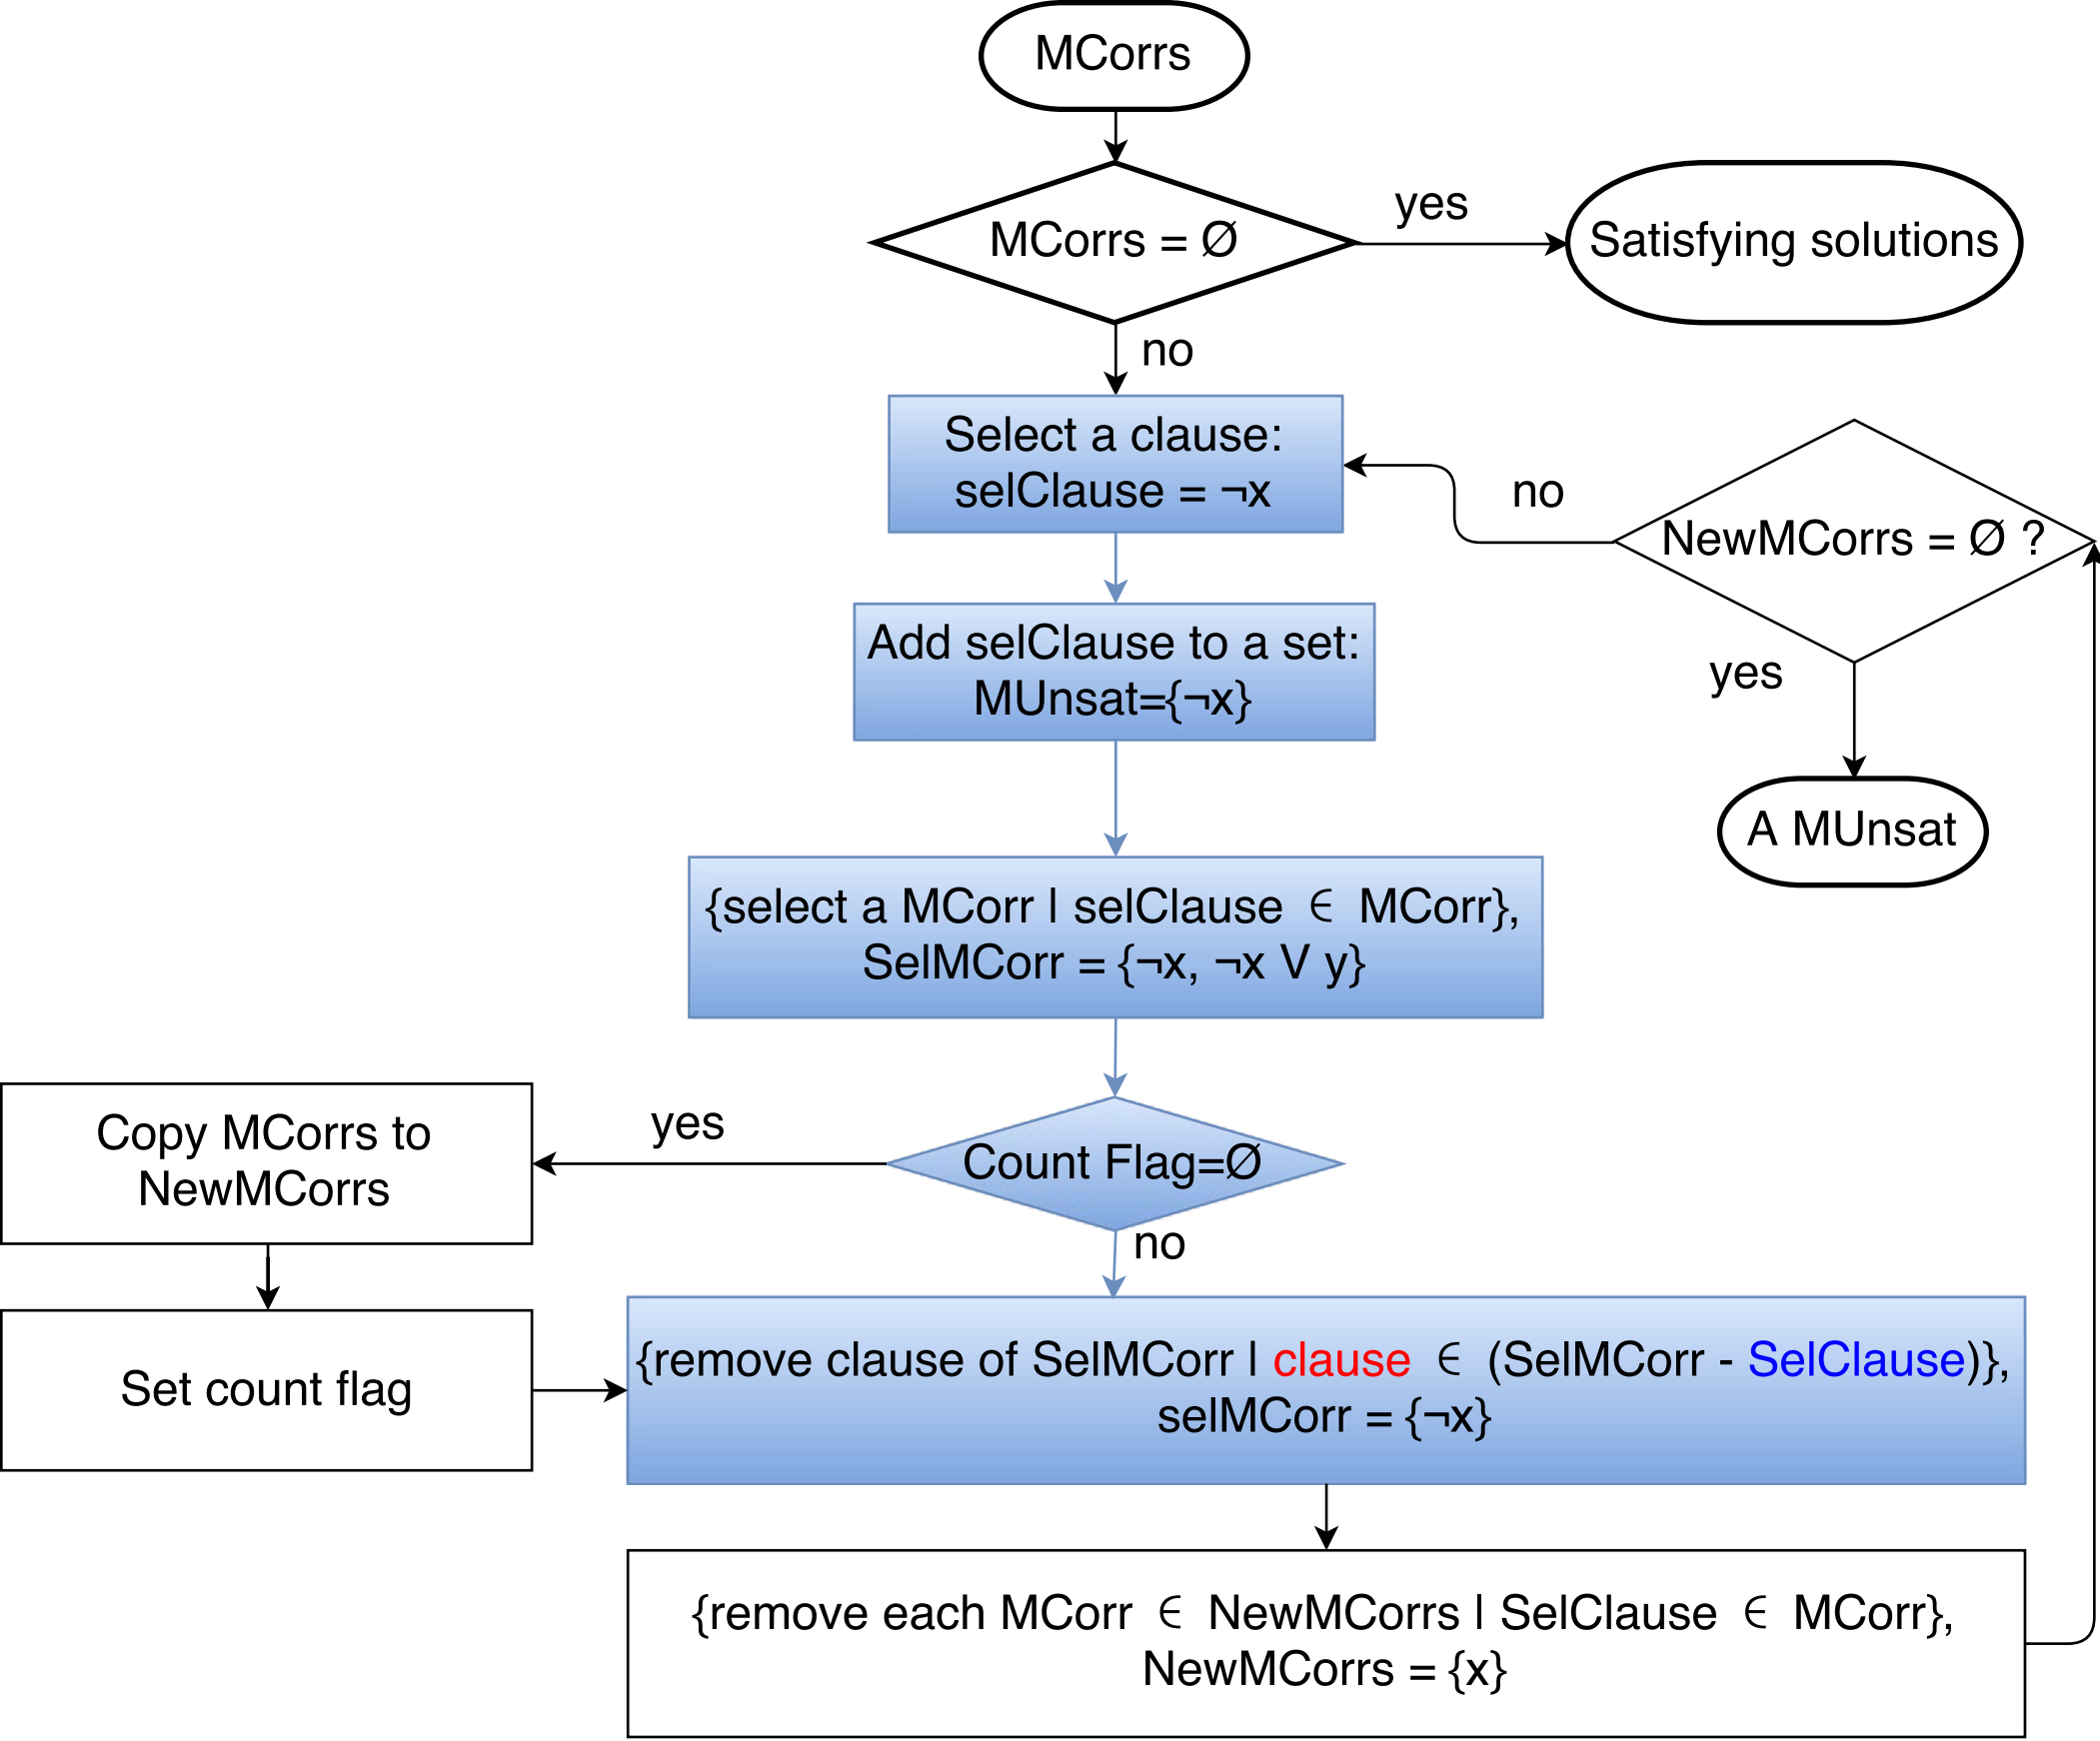 MCorrs
MCorrs = Ø
yes
Satisfying solutions
no
Select a clause:
selClause = ¬x
no
NewMCorrs = Ø ?
yes
Add selClause to a set:
MUnsat={¬x}
A MUnsat
{select a MCorr | selClause ∈ MCorr},
SelMCorr = {¬x, ¬x V y}
Count Flag=Ø
yes
Copy MCorrs to
NewMCorrs
no
Set count flag
{remove clause of SelMCorr | clause ∈ (SelMCorr - SelClause)},
selMCorr = {¬x}
{remove each MCorr ∈ NewMCorrs | SelClause ∈ MCorr},
NewMCorrs = {x}